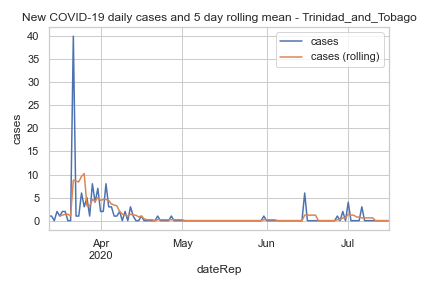 New COVID-19 daily cases and 5 day rolling mean - Trinidad_and_Tobago
cases
cases (rolling)
cases
40
35
30
25
20
15
10
5
0
Apr
2020
May
Jun
Jul
dateRep